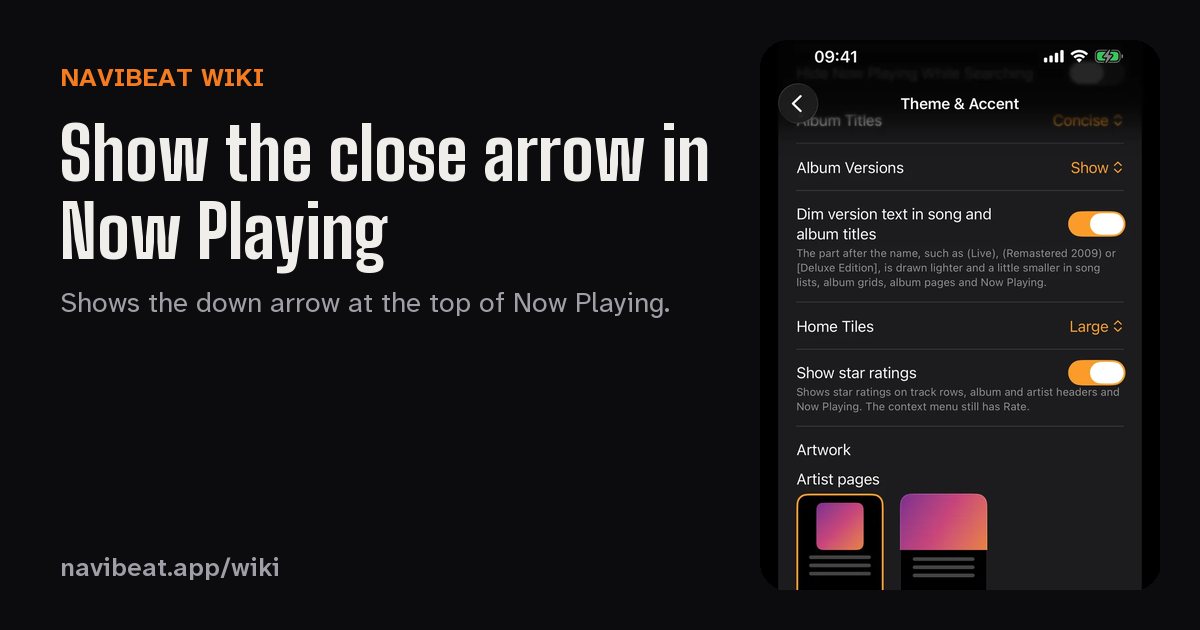 NAVIBEAT WIKI
Show the close arrow in
Now Playing
Shows the down arrow at the top of Now Playing.
navibeat.app/wiki
09:41
Hide Now Playing While Searching
Theme & Accent
Album Titles
Concise
Album Versions
Show
Dim version text in song and
album titles
The part after the name, such as (Live), (Remastered 2009) or
[Deluxe Edition], is drawn lighter and a little smaller in song
lists, album grids, album pages and Now Playing.
Home Tiles
Large
Show star ratings
Shows star ratings on track rows, album and artist headers and
Now Playing. The context menu still has Rate.
Artwork
Artist pages